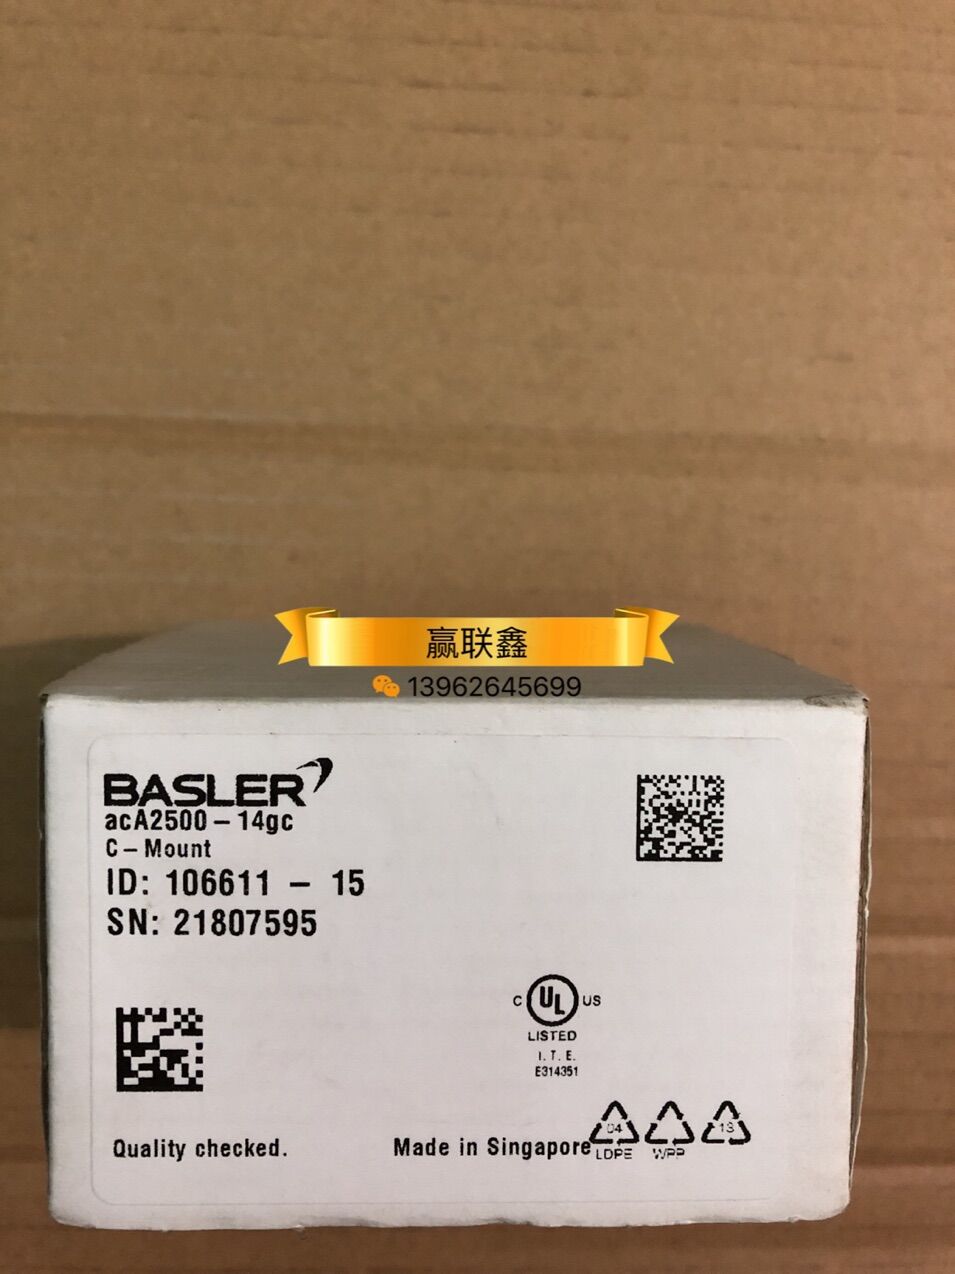 赢联鑫
13962645699
BASLER
acA2500-14gc
C-Mount
ID: 106611 - 15
SN: 21807595
C UL US
LISTED
I.T.E.
E314351
Quality checked.
Made in Singapore
04 LDPE
WPP